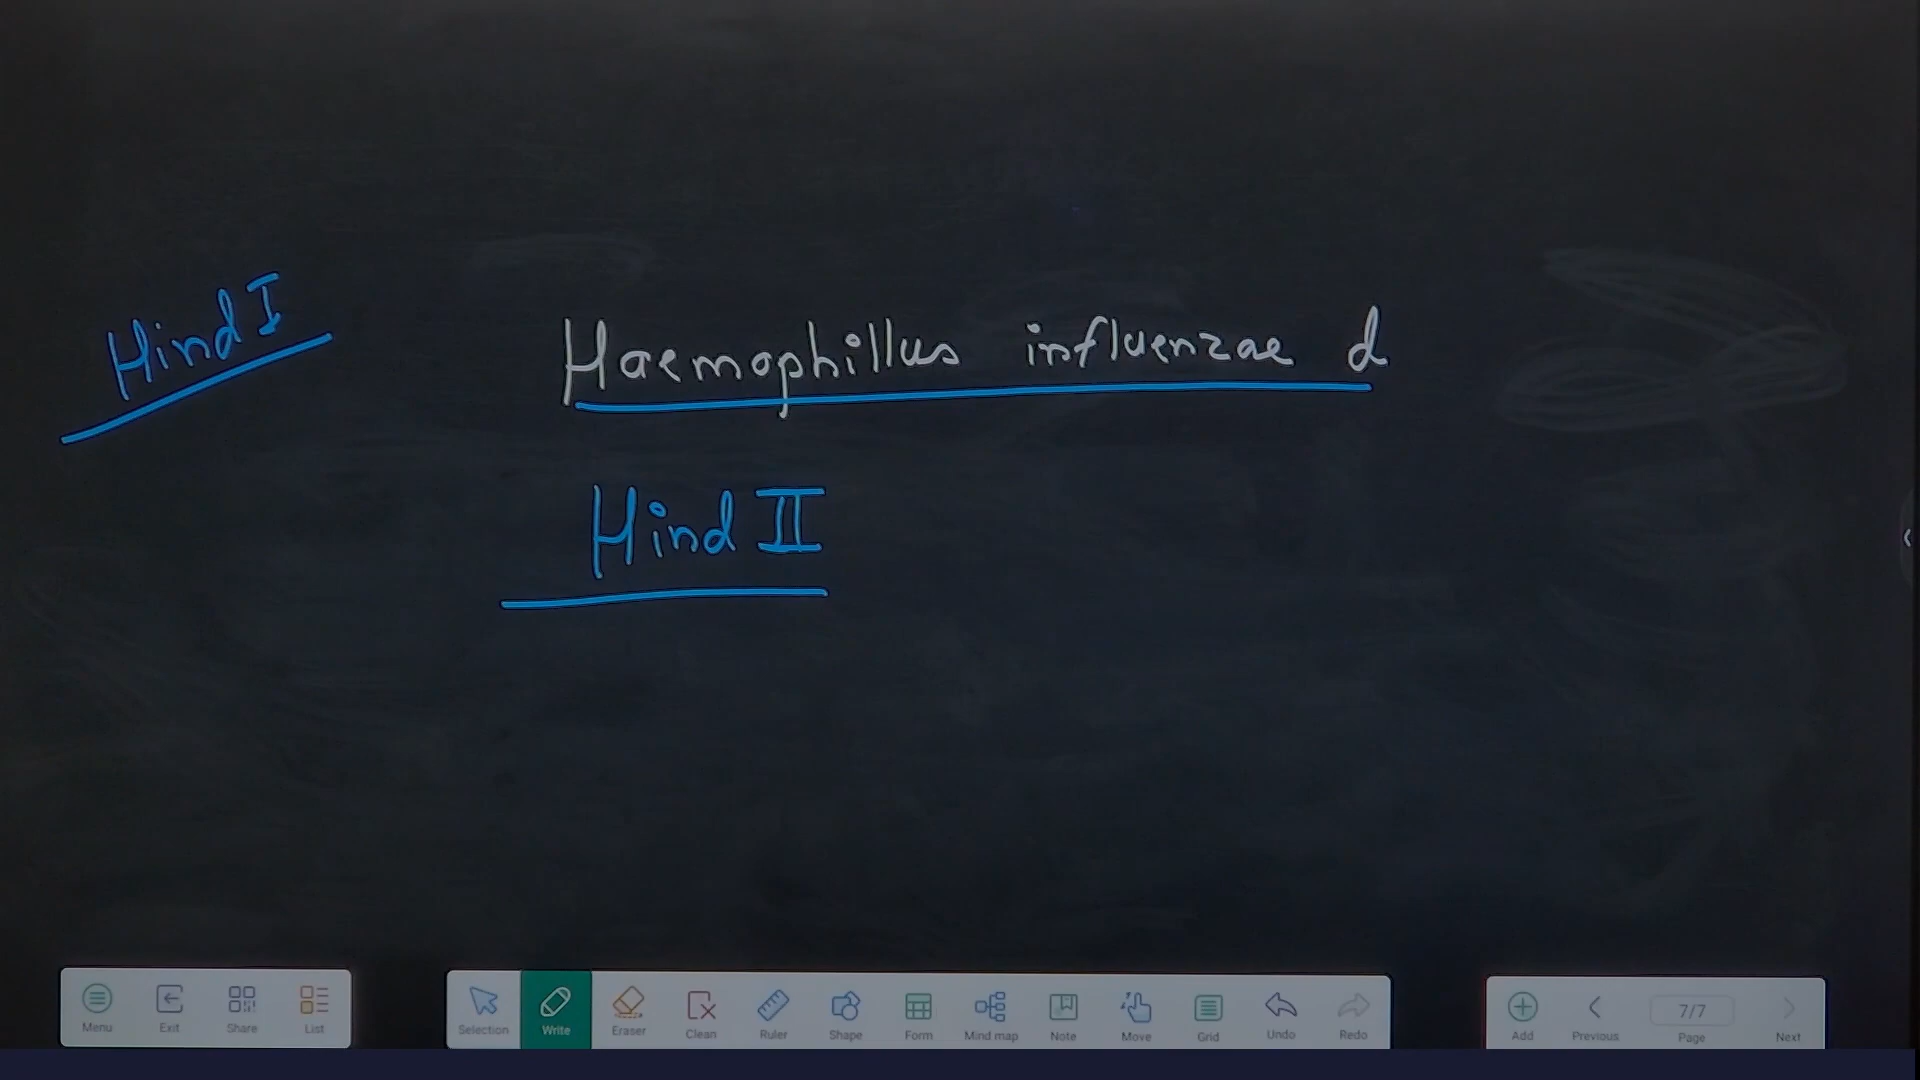 Hind I
Haemophillus influenzae d
Hind II
Menu
Exit
Share
List
Selection
Write
Eraser
Clean
Ruler
Shape
Form
Mind map
Note
Move
Grid
Undo
Redo
Add
Previous
7/7
Page
Next